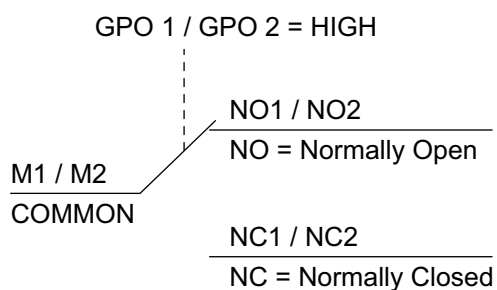 GPO 1 / GPO 2 = HIGH
NO1 / NO2
NO = Normally Open
M1 / M2
COMMON
NC1 / NC2
NC = Normally Closed